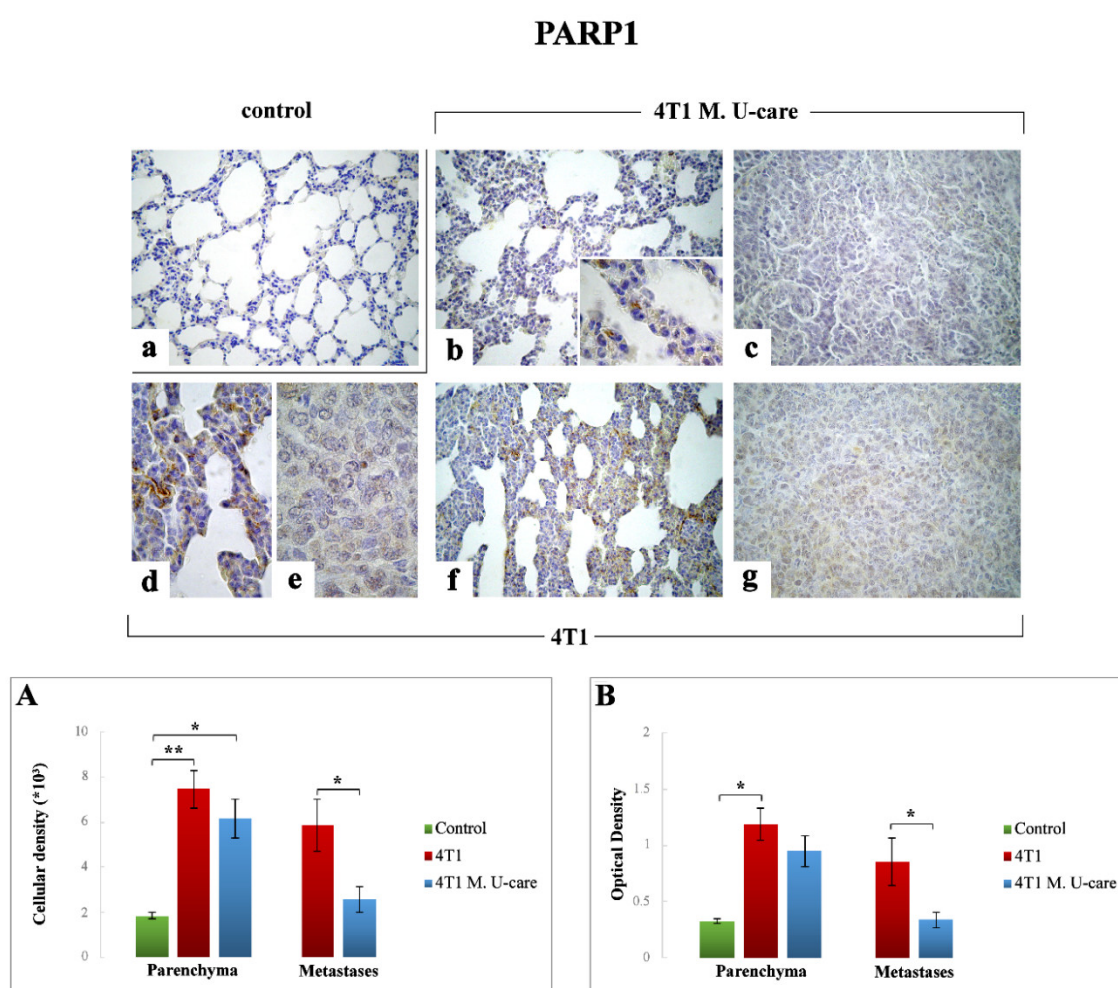 PARP1
control
4T1 M. U-care
a
b
c
d
e
f
g
4T1
A
Cellular density (*10³)
10
8
6
4
2
0
*
**
*
Parenchyma
Metastases
Control
4T1
4T1 M. U-care
B
Optical Density
2
1.5
1
0.5
0
*
*
Parenchyma
Metastases
Control
4T1
4T1 M. U-care